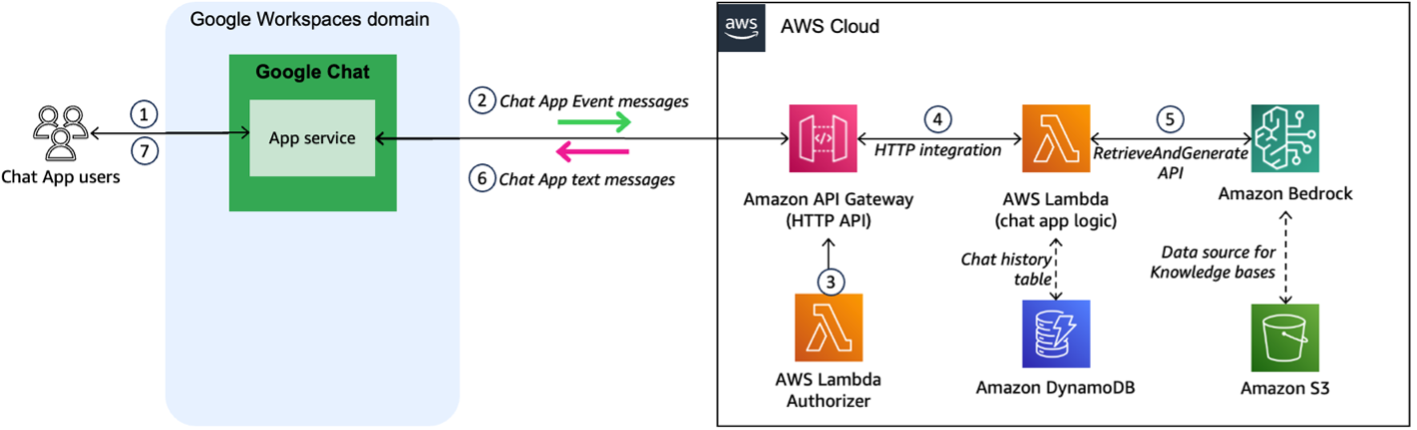 Google Workspaces domain
aws
AWS Cloud
Google Chat
App service
1
7
Chat App users
2 Chat App Event messages
6 Chat App text messages
4
HTTP integration
5
RetrieveAndGenerate
API
Amazon API Gateway
(HTTP API)
AWS Lambda
(chat app logic)
Amazon Bedrock
3
Chat history
table
Data source for
Knowledge bases
AWS Lambda
Authorizer
Amazon DynamoDB
Amazon S3